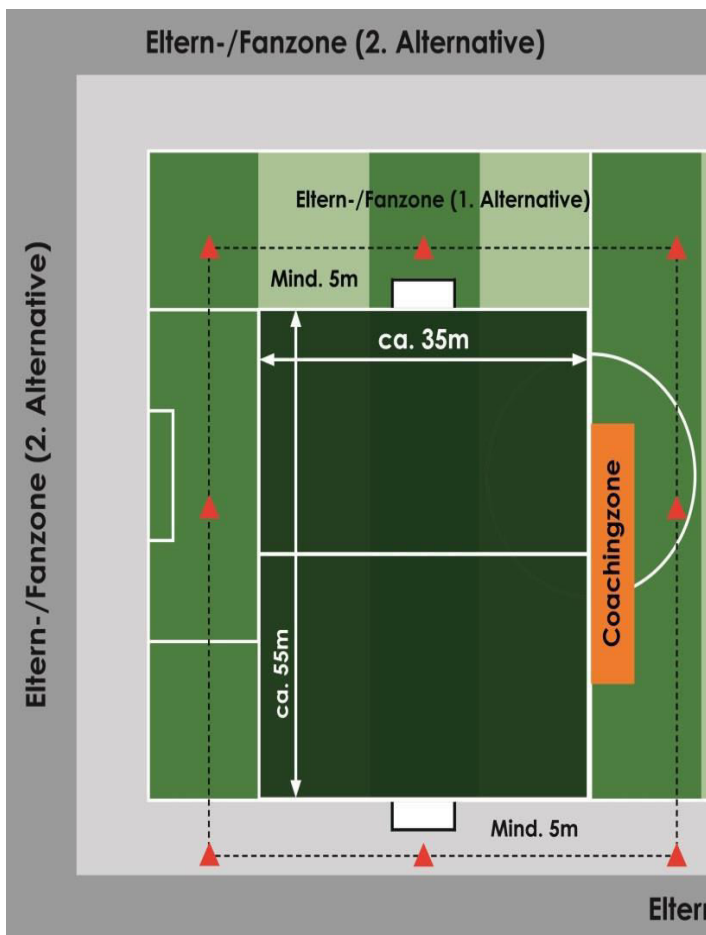 Eltern-/Fanzone (2. Alternative)
Eltern-/Fanzone (1. Alternative)
Mind. 5m
ca. 35m
Eltern-/Fanzone (2. Alternative)
Coachingzone
ca. 55m
Mind. 5m
Eltern